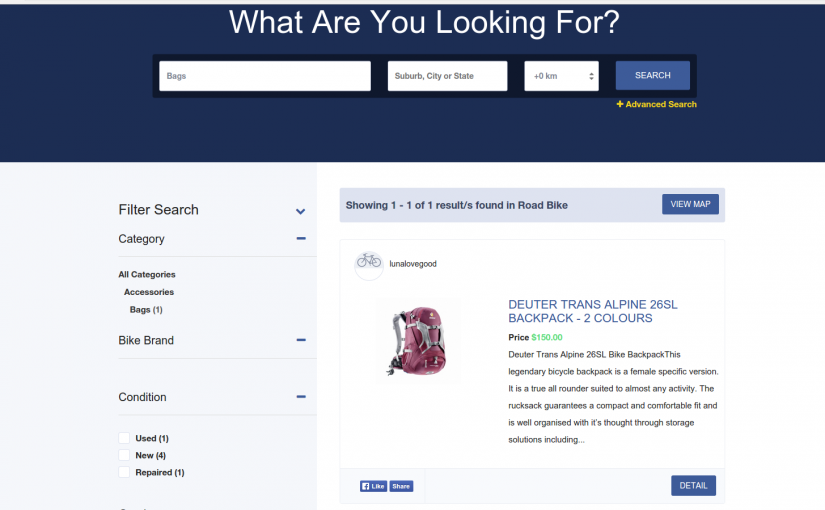 What Are You Looking For?
Bags
Suburb, City or State
+0 km
SEARCH
+ Advanced Search
Filter Search
Category
All Categories
Accessories
Bags (1)
Bike Brand
Condition
Used (1)
New (4)
Repaired (1)
Showing 1 - 1 of 1 result/s found in Road Bike
VIEW MAP
lunalovegood
DEUTER TRANS ALPINE 26SL
BACKPACK - 2 COLOURS
Price $150.00
Deuter Trans Alpine 26SL Bike BackpackThis
legendary bicycle backpack is a female specific version.
It is a true all rounder suited to almost any activity. The
rucksack guarantees a compact and comfortable fit and
is well organised with it's thought through storage
solutions including...
Like
Share
DETAIL